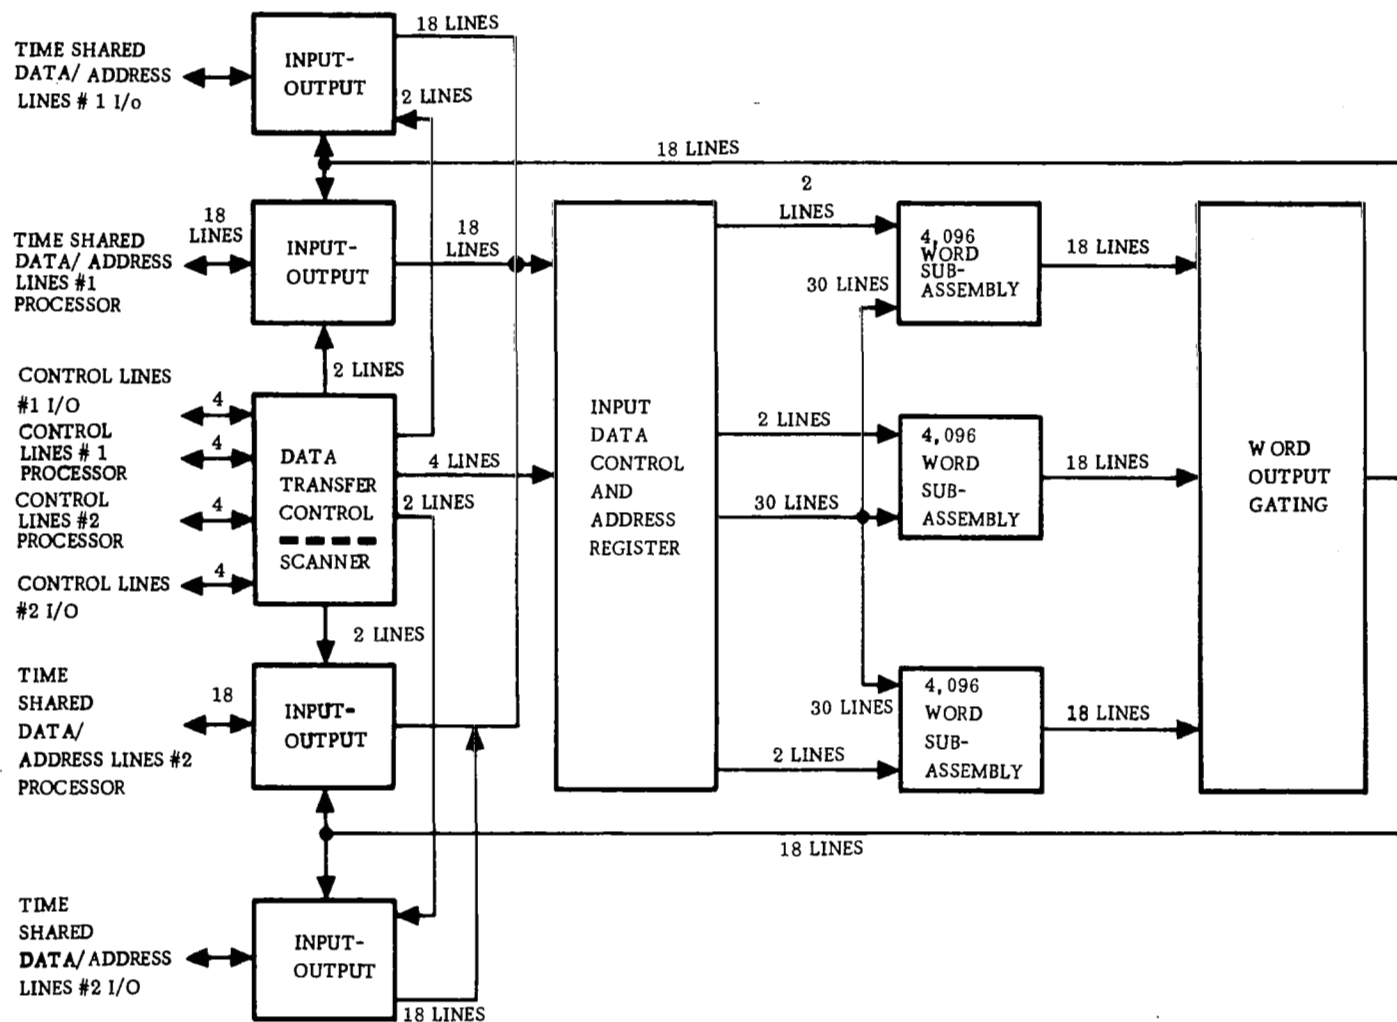 TIME SHARED
DATA/ ADDRESS
LINES # 1 I/o
INPUT-
OUTPUT
18 LINES
2 LINES
18 LINES
TIME SHARED
DATA/ ADDRESS
LINES #1
PROCESSOR
18
LINES
INPUT-
OUTPUT
18
LINES
2 LINES
CONTROL LINES
#1 I/O
CONTROL
LINES # 1
PROCESSOR
CONTROL
LINES #2
PROCESSOR
CONTROL LINES
#2 I/O
4
4
4
4
DATA
TRANSFER
CONTROL
SCANNER
4 LINES
2 LINES
2 LINES
TIME
SHARED
DATA/
ADDRESS LINES #2
PROCESSOR
18
INPUT-
OUTPUT
TIME
SHARED
DATA/ADDRESS
LINES #2 I/O
INPUT-
OUTPUT
18 LINES
INPUT
DATA
CONTROL
AND
ADDRESS
REGISTER
2
LINES
30 LINES
4,096
WORD
SUB-
ASSEMBLY
18 LINES
2 LINES
30 LINES
4,096
WORD
SUB-
ASSEMBLY
18 LINES
30 LINES
2 LINES
4,096
WORD
SUB-
ASSEMBLY
18 LINES
WORD
OUTPUT
GATING
18 LINES